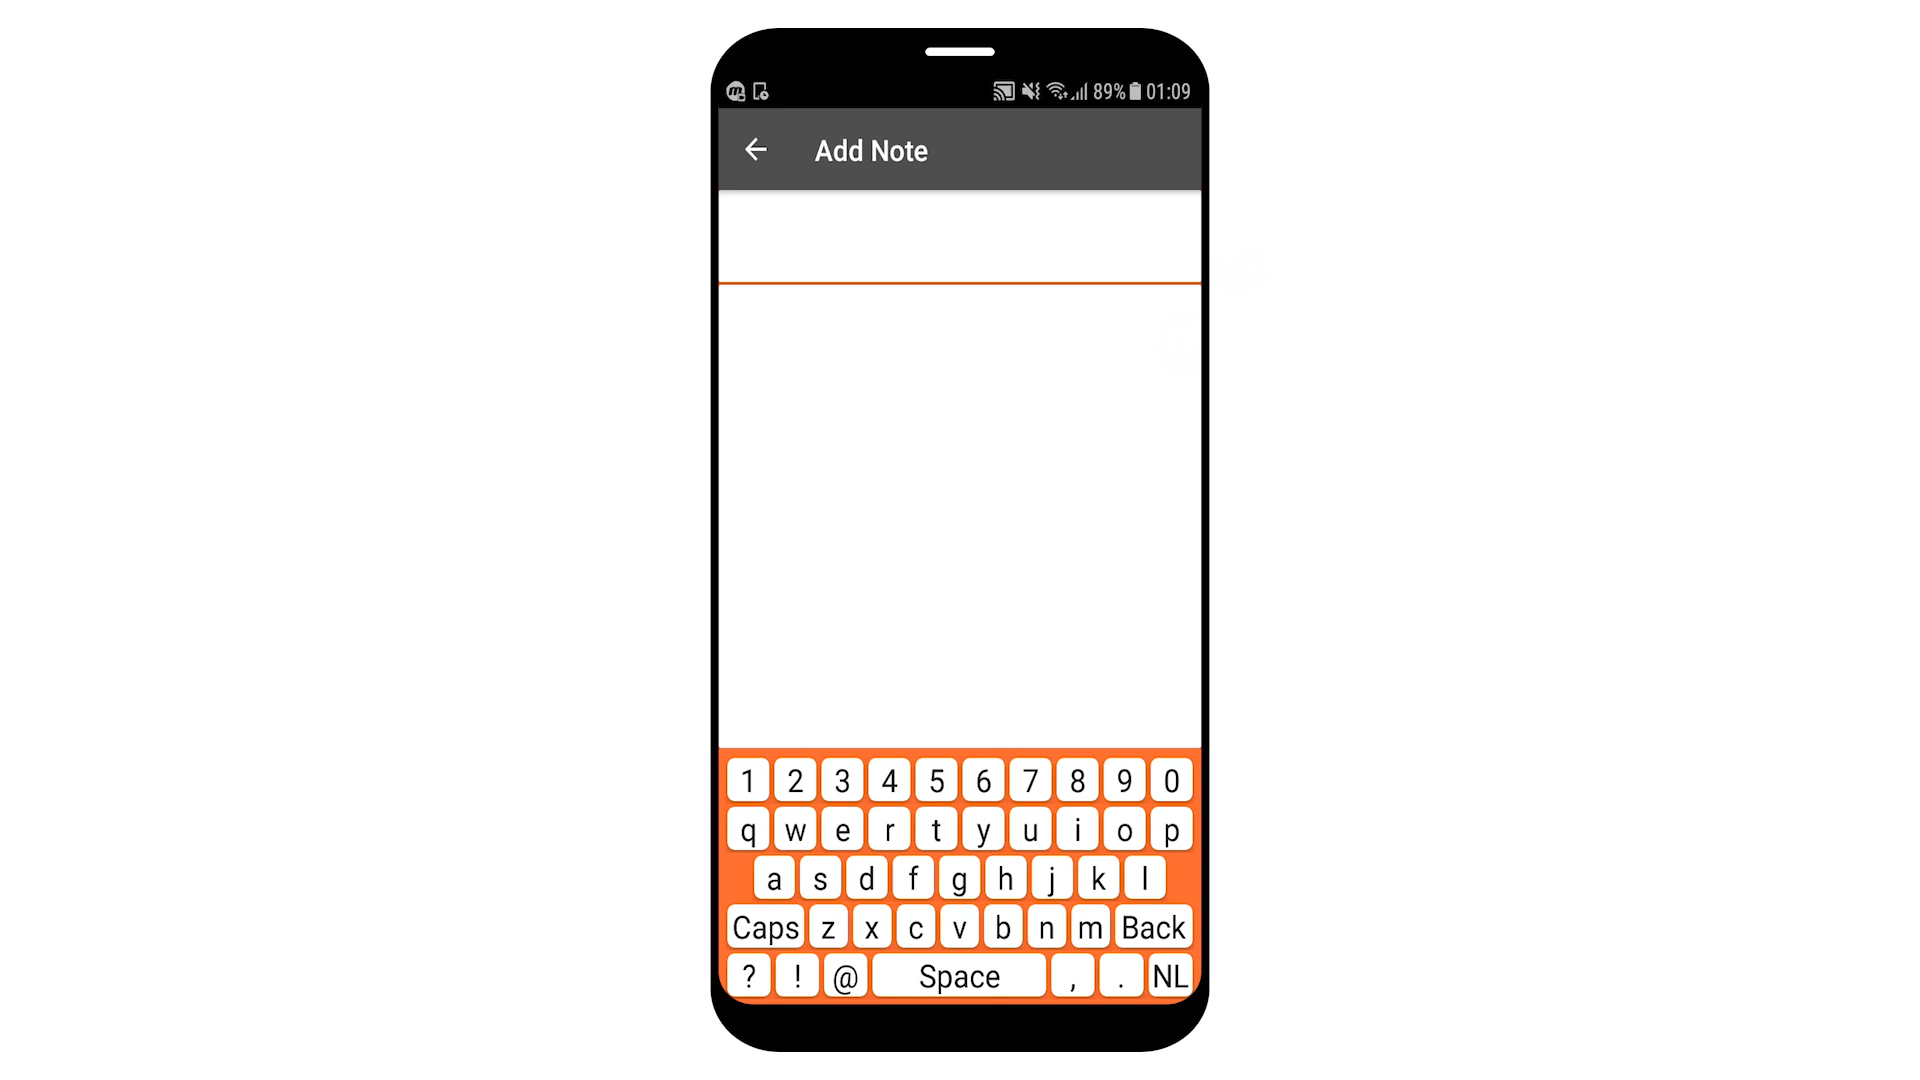 89% 01:09
Add Note
1 2 3 4 5 6 7 8 9 0
q w e r t y u i o p
a s d f g h j k l
Caps z x c v b n m Back
? ! @ Space , . NL